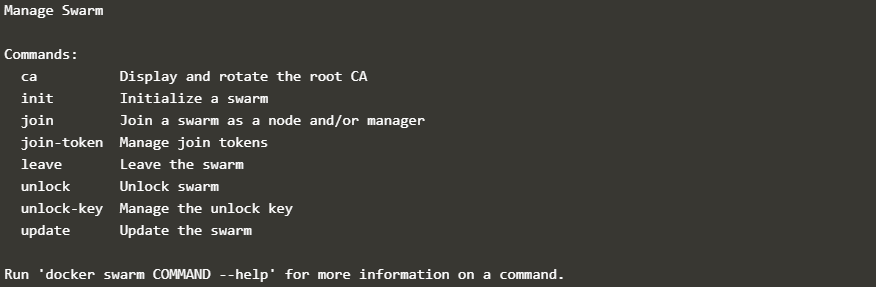 Manage Swarm
Commands:
ca Display and rotate the root CA
init Initialize a swarm
join Join a swarm as a node and/or manager
join-token Manage join tokens
leave Leave the swarm
unlock Unlock swarm
unlock-key Manage the unlock key
update Update the swarm
Run 'docker swarm COMMAND --help' for more information on a command.